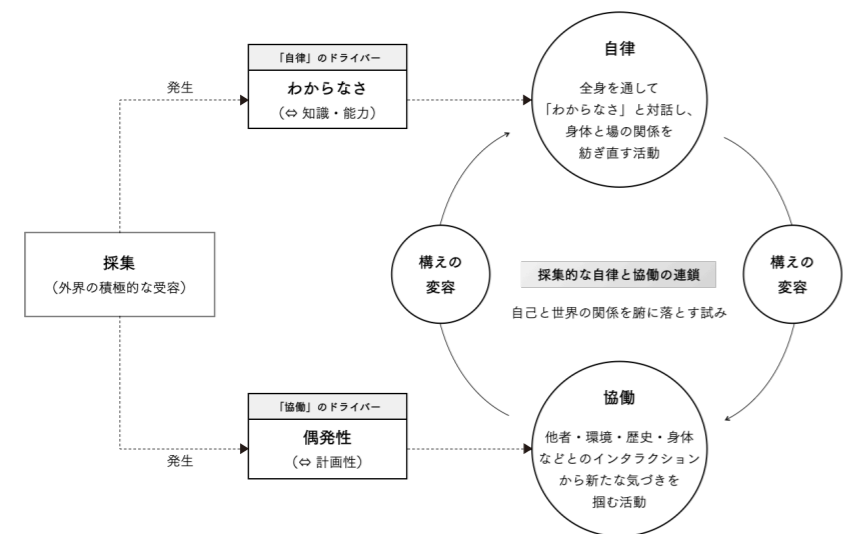 「自律」のドライバー
わからなさ
(⇔ 知識・能力)
発生
自律
全身を通して
「わからなさ」と対話し、
身体と場の関係を
紡ぎ直す活動
採集
(外界の積極的な受容)
構えの
変容
採集的な自律と協働の連鎖
自己と世界の関係を腑に落とす試み
構えの
変容
「協働」のドライバー
偶発性
(⇔ 計画性)
発生
協働
他者・環境・歴史・身体
などとのインタラクション
から新たな気づきを
掴む活動